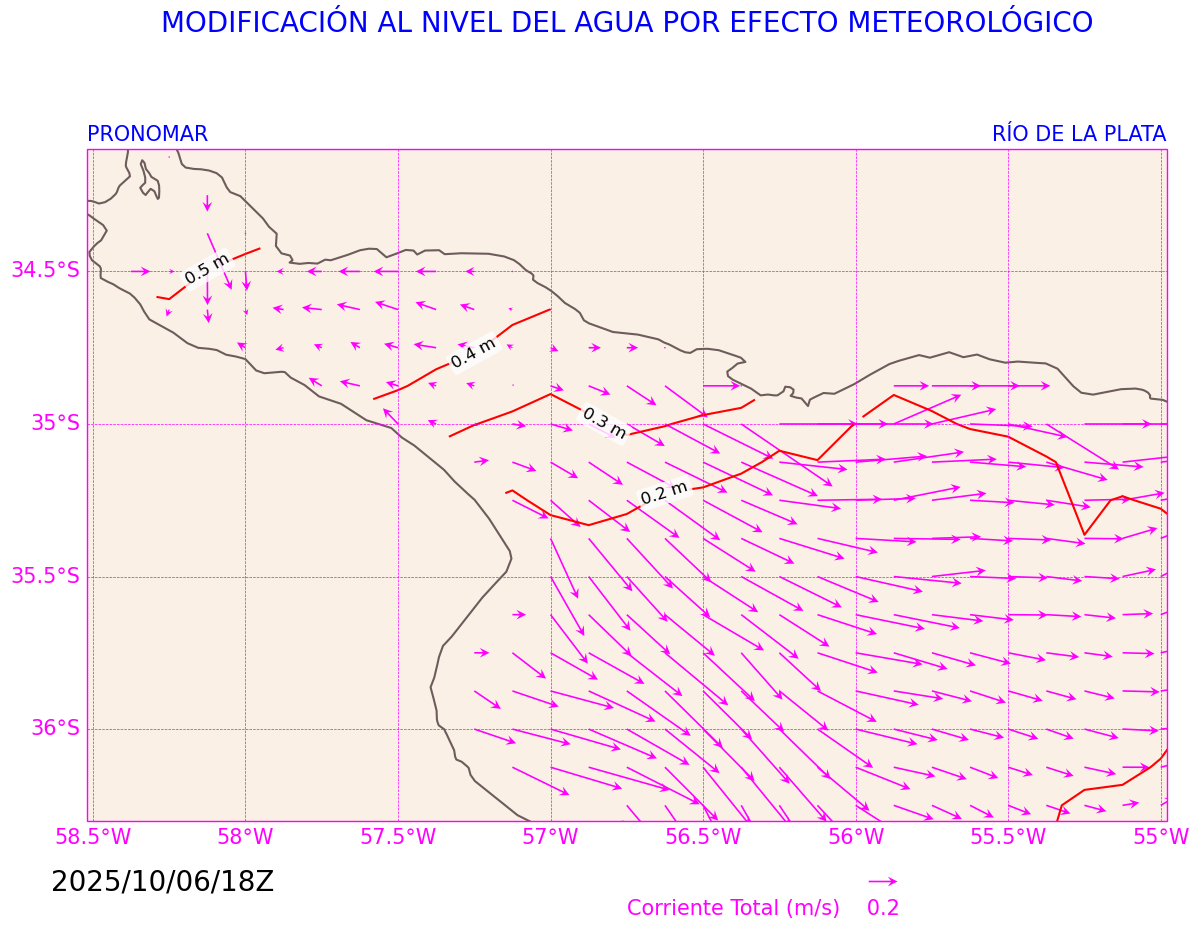 MODIFICACIÓN AL NIVEL DEL AGUA POR EFECTO METEOROLÓGICO
PRONOMAR RÍO DE LA PLATA
0.5 m
34.5°S
0.4 m
0.3 m
35°S
0.2 m
35.5°S
36°S
58.5°W 58°W 57.5°W 57°W 56.5°W 56°W 55.5°W 55°W
2025/10/06/18Z
Corriente Total (m/s) 0.2